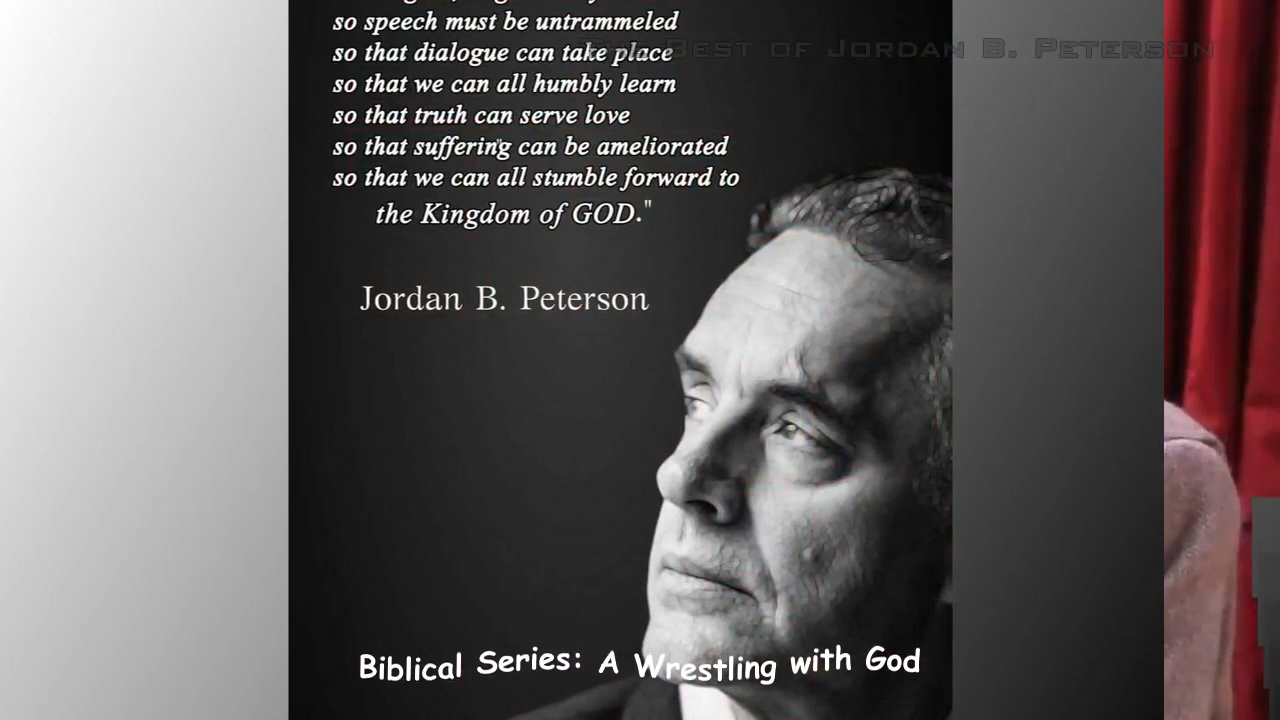 so speech must be untrammeled
The Best of Jordan B. Peterson
so that dialogue can take place
so that we can all humbly learn
so that truth can serve love
so that suffering can be ameliorated
so that we can all stumble forward to
the Kingdom of GOD."
Jordan B. Peterson
Biblical Series: A Wrestling with God